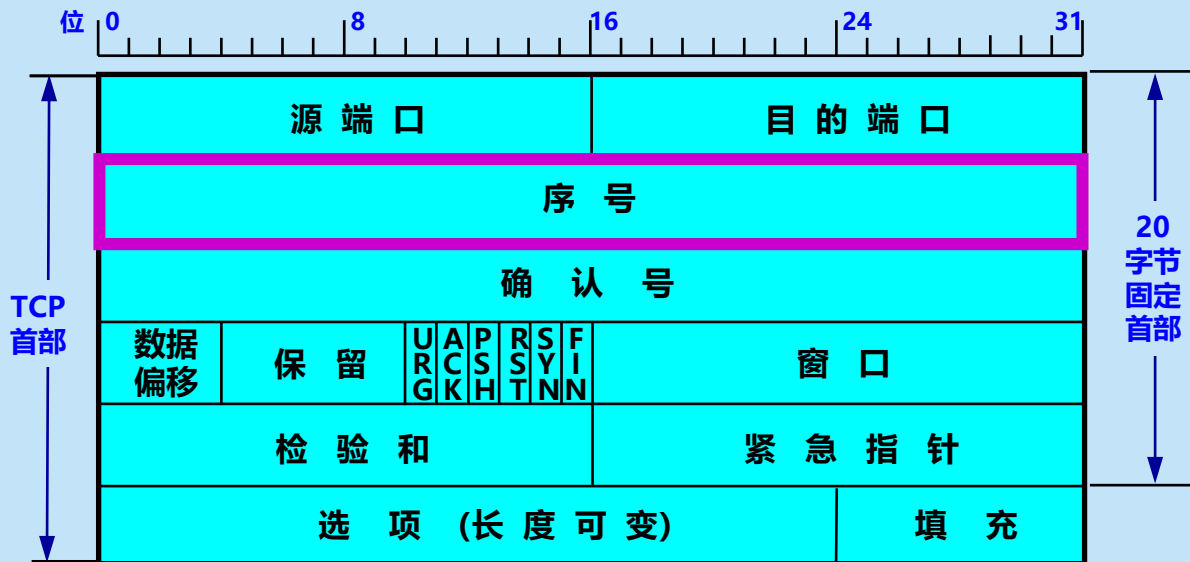 位 0 8 16 24 31
源 端 口 目 的 端 口
序 号
确 认 号
TCP
首部
20
字节
固定
首部
数据
偏移
保 留
URG
ACK
PSH
RST
SYN
FIN
窗 口
检 验 和 紧 急 指 针
选 项 (长 度 可 变) 填 充